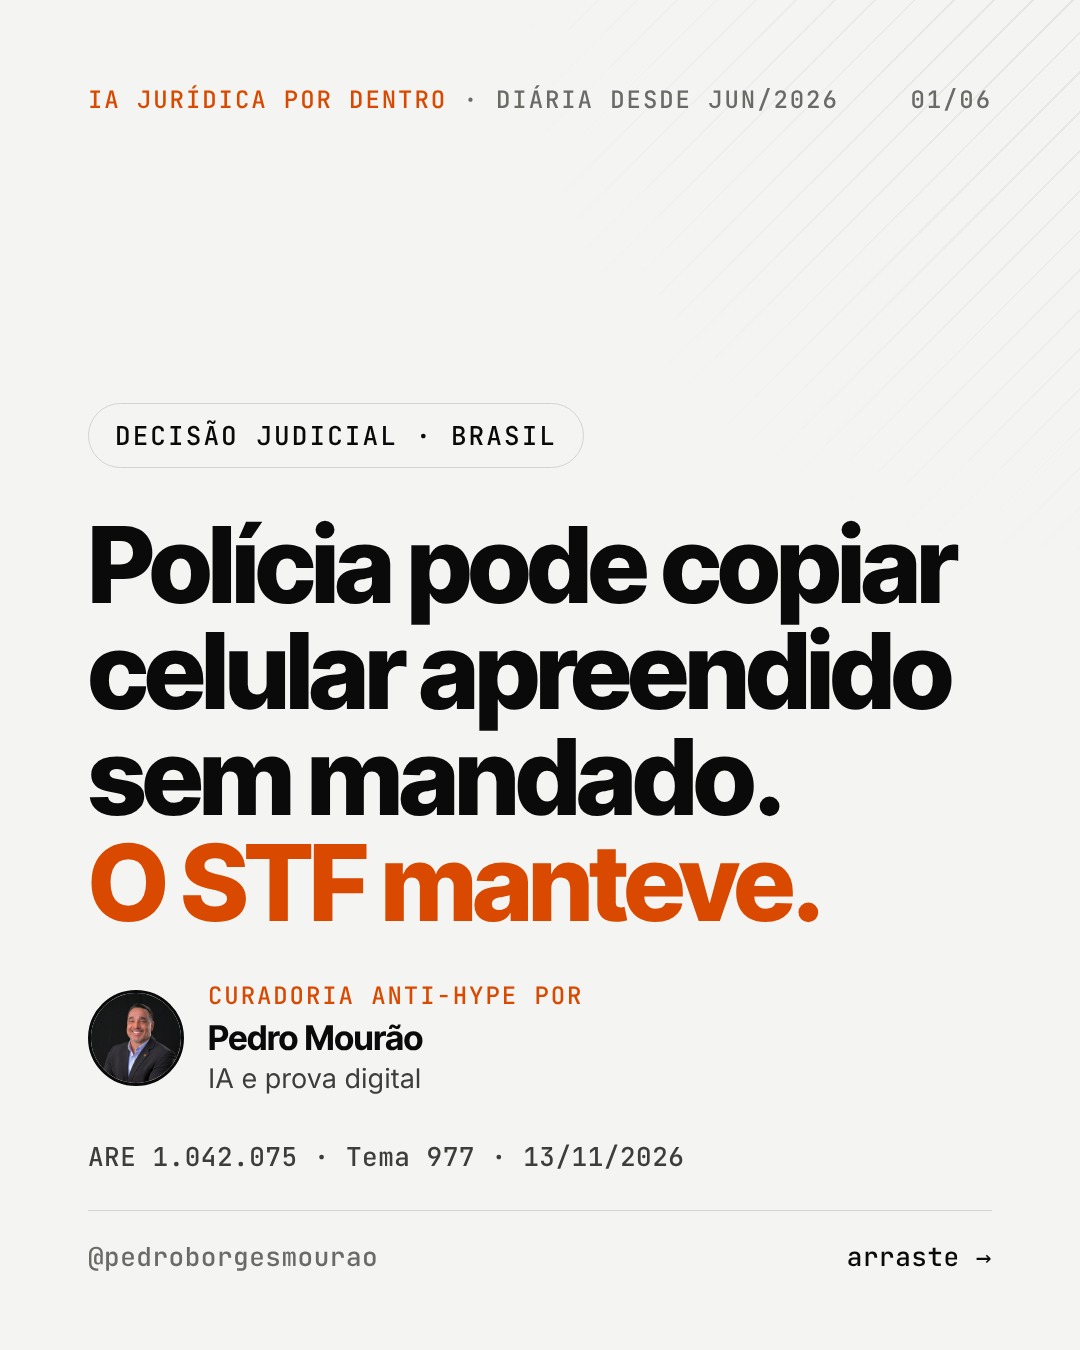 IA JURÍDICA POR DENTRO · DIÁRIA DESDE JUN/2026 01/06
DECISÃO JUDICIAL · BRASIL
Polícia pode copiar
celular apreendido
sem mandado.
O STF manteve.
CURADORIA ANTI-HYPE POR
Pedro Mourão
IA e prova digital
ARE 1.042.075 · Tema 977 · 13/11/2026
@pedroborgesmourao arraste →